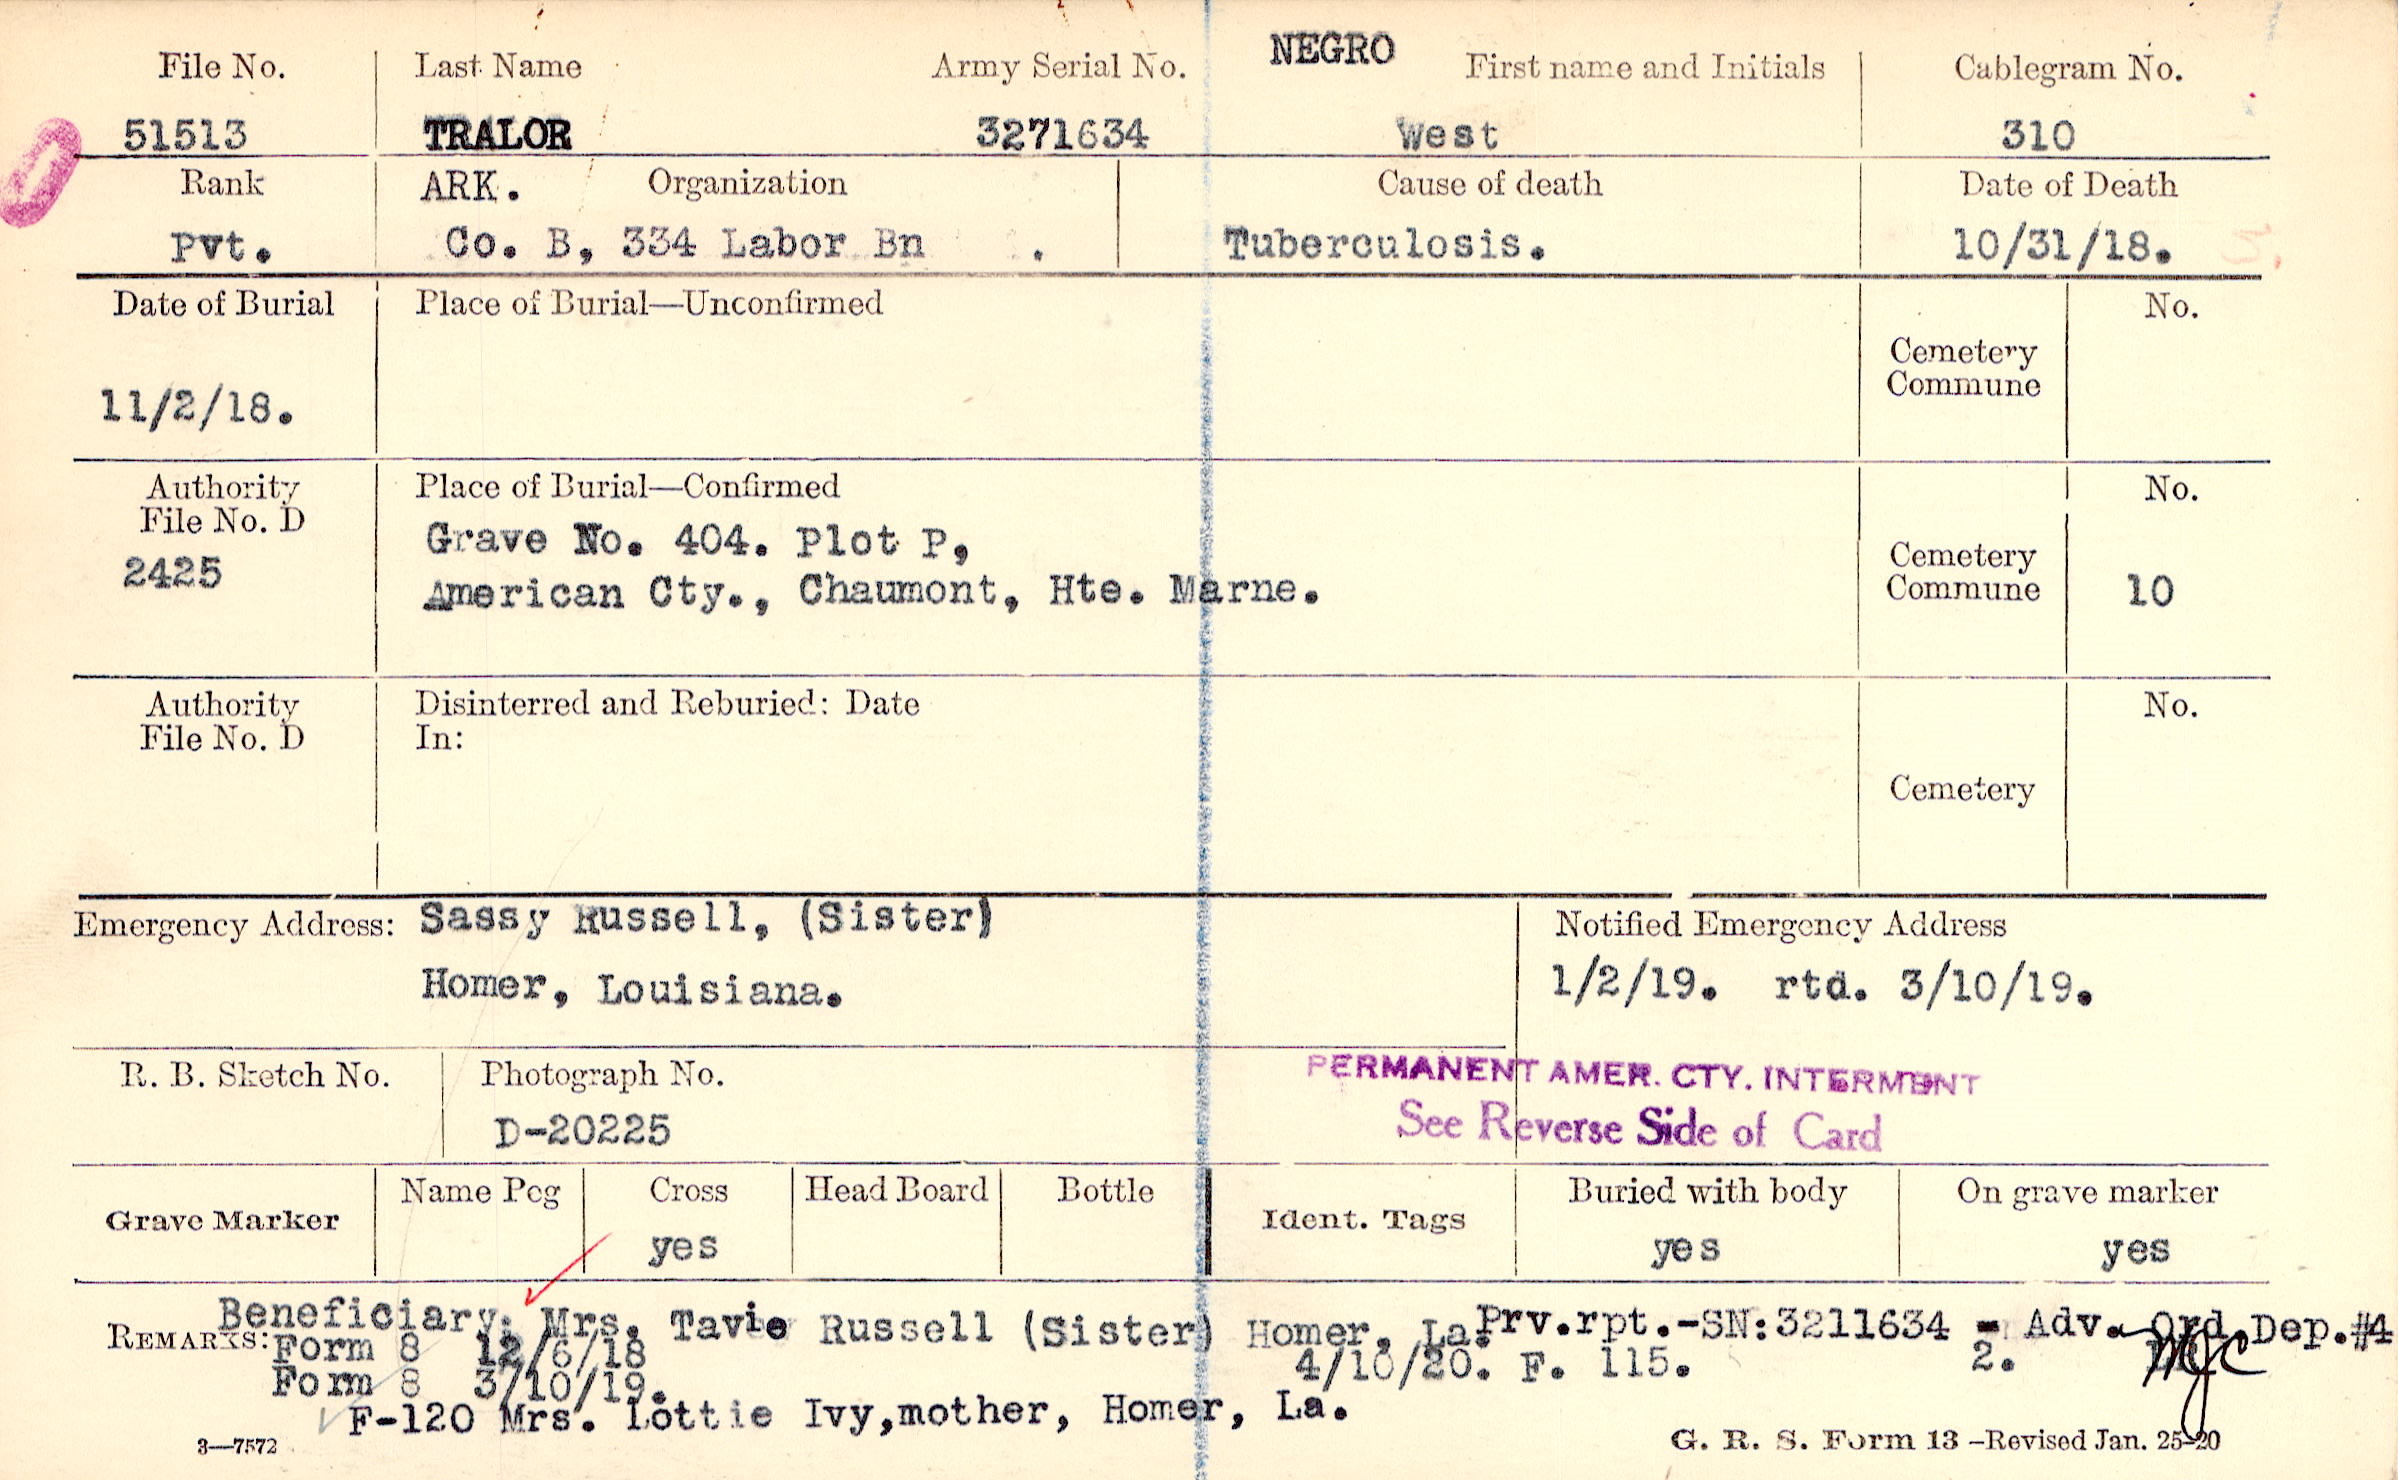 File No. Last Name Army Serial No. NEGRO First name and Initials Cablegram No.
51513 TRALOR 3271634 West 310
Rank ARK. Organization Cause of death Date of Death
Pvt. Co. B, 334 Labor Bn . Tuberculosis. 10/31/18.
Date of Burial Place of Burial—Unconfirmed No.
Cemetery
Commune
11/2/18.
Authority Place of Burial—Confirmed No.
File No. D
2425
Grave No. 404. Plot P,
American Cty., Chaumont, Hte. Marne.
Cemetery
Commune 10
Authority Disinterred and Reburied: Date No.
File No. D In:
Cemetery
Emergency Address: Sassy Russell, (Sister)
Homer, Louisiana.
Notified Emergency Address
1/2/19. rtd. 3/10/19.
R. B. Sketch No. Photograph No.
D-20225
PERMANENT AMER. CTY. INTERMENT
See Reverse Side of Card
Grave Marker Name Peg Cross Head Board Bottle Ident. Tags Buried with body On grave marker
yes yes yes
Beneficiary: Mrs. Tavie Russell (Sister) Homer, La. Prv.rpt.-SN:3211634 - Adv. Ord.Dep.#4
REMARKS: Form 8 12/6/18 4/10/20. F. 115. 2. MJC
Form 8 3/10/19.
F-120 Mrs. Lottie Ivy,mother, Homer, La.
3—7572 G. R. S. Form 13 -Revised Jan. 25-20